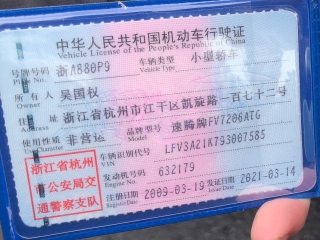 中华人民共和国机动车行驶证
Vehicle License of the People's Republic of China
号牌号码 浙A880P9 车辆类型 小型轿车
Plate No. Vehicle Type
所有人 吴国权
Owner
住址 浙江省杭州市江干区凯旋路一百七十二号
Address
使用性质 非营运 品牌型号 速腾牌FV7206ATG
Use Character Model
浙江省杭州市公安局交通警察支队
车辆识别代号 LFV3A21K793007585
VIN
发动机号码 632179
Engine No.
注册日期 2009-03-19 发证日期 2021-03-14
Register Date Issue Date